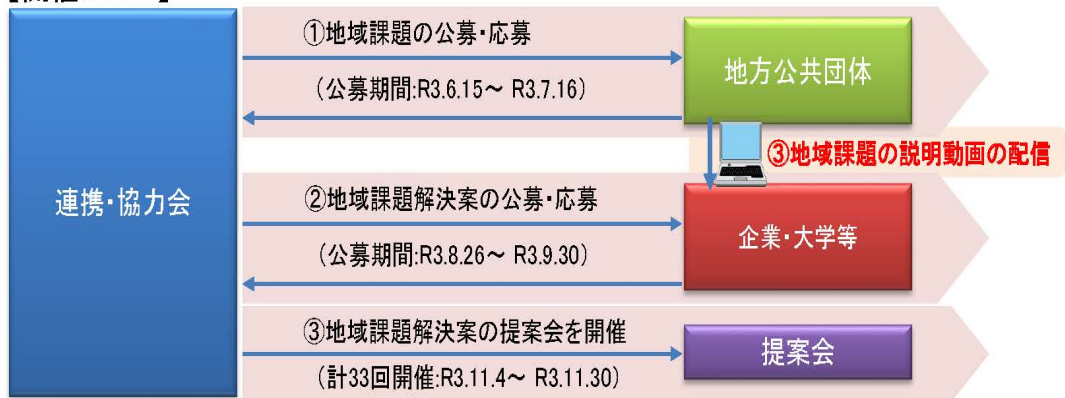 ①地域課題の公募・応募
(公募期間:R3.6.15～ R3.7.16)
地方公共団体
③地域課題の説明動画の配信
連携・協力会
②地域課題解決案の公募・応募
(公募期間:R3.8.26～ R3.9.30)
企業・大学等
③地域課題解決案の提案会を開催
(計33回開催:R3.11.4～ R3.11.30)
提案会